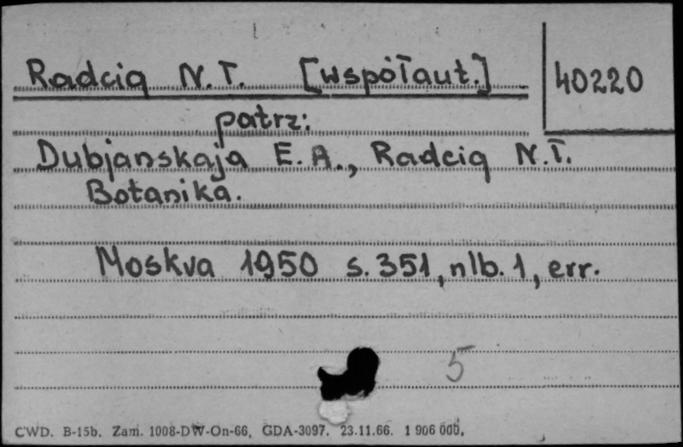 Radcig N.T. [współaut.] 40220
patrz:
Dubjanskaja E.A., Radcig N.T.
Botanika.
Moskva 1950 s. 351, nlb. 1, err.
5
CWD. B-15b. Zam. 1008-DW-On-66, GDA-3097. 23.11.66. 1 906 000.